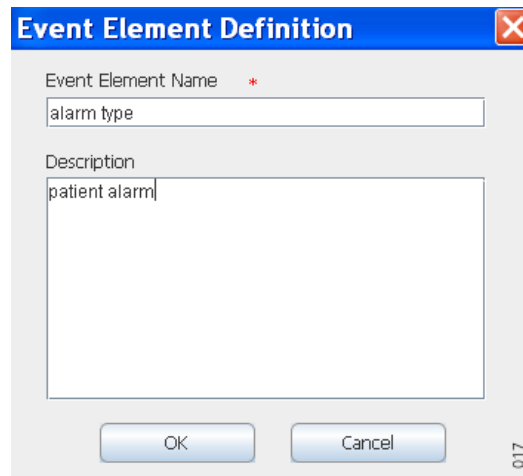 Event Element Definition
Event Element Name *
alarm type
Description
patient alarm
OK Cancel
017